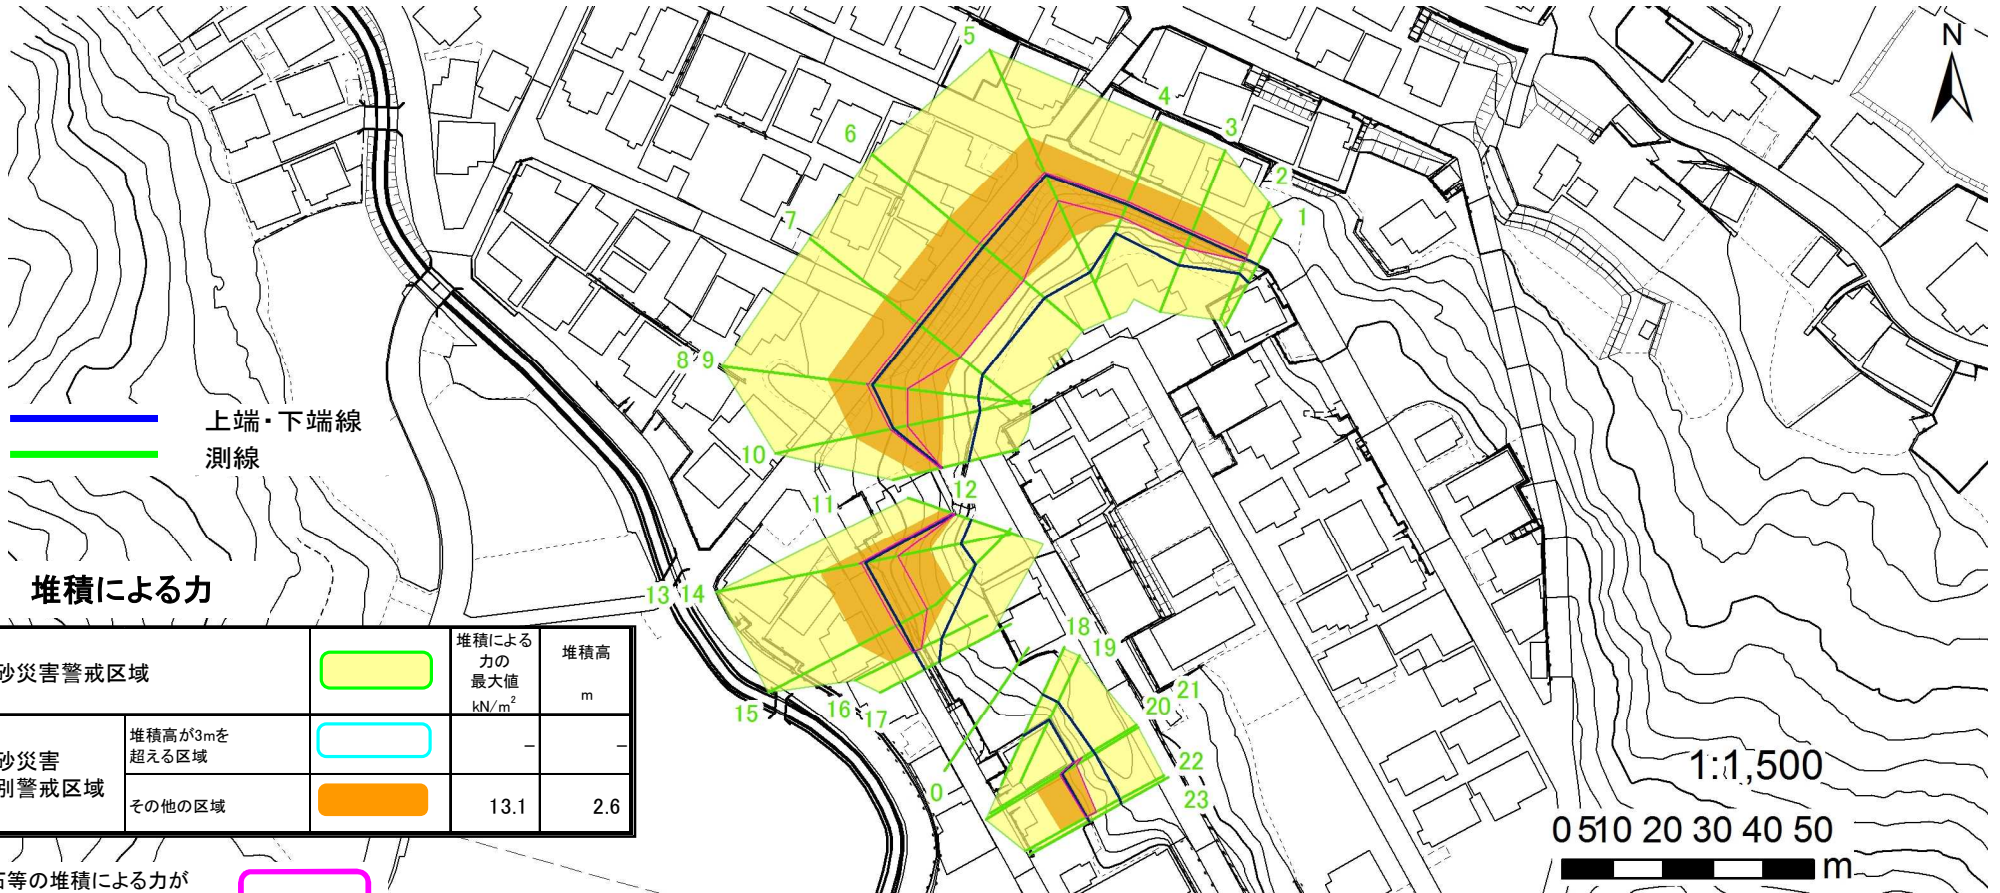 5
4
3
2
1
6
7
8 9
10
11
12
13 14
15
16
17
18
19
20
21
22
23
0
N
上端・下端線
測線
堆積による力
砂災害警戒区域
堆積による
力の
最大値
kN/m²
堆積高
m
砂災害
別警戒区域
堆積高が3mを
超える区域
－
－
その他の区域
13.1
2.6
石等の堆積による力が
1:1,500
0 5 10 20 30 40 50
m